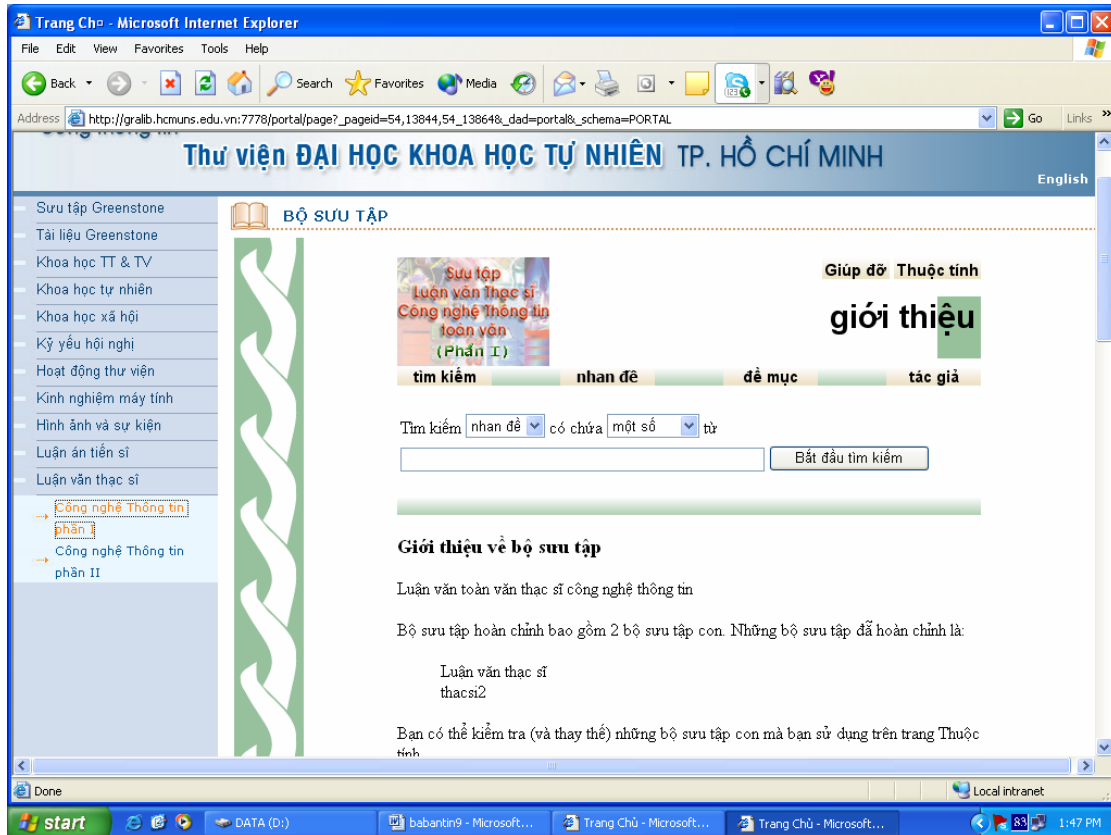 Trang Ch¤ - Microsoft Internet Explorer
File Edit View Favorites Tools Help
Back Search Favorites Media
Address http://gralib.hcmuns.edu.vn:7778/portal/page?_pageid=54,13844,54_13864&_dad=portal&_schema=PORTAL Go Links »
Thư viện ĐẠI HỌC KHOA HỌC TỰ NHIÊN TP. HỒ CHÍ MINH
English
Sưu tập Greenstone
Tài liệu Greenstone
Khoa học TT & TV
Khoa học tự nhiên
Khoa học xã hội
Kỷ yếu hội nghị
Hoạt động thư viện
Kinh nghiệm máy tính
Hình ảnh và sự kiện
Luận án tiến sĩ
Luận văn thạc sĩ
Công nghệ Thông tin
phần I
Công nghệ Thông tin
phần II
BỘ SƯU TẬP
Sưu tập
Luận văn Thạc sĩ
Công nghệ Thông tin
toàn văn
(Phần I)
Giúp đỡ Thuộc tính
giới thiệu
tìm kiếm nhan đề đề mục tác giả
Tìm kiếm nhan đề có chứa một số từ
Bắt đầu tìm kiếm
Giới thiệu về bộ sưu tập
Luận văn toàn văn thạc sĩ công nghệ thông tin
Bộ sưu tập hoàn chỉnh bao gồm 2 bộ sưu tập con. Những bộ sưu tập đã hoàn chỉnh là:
Luận văn thạc sĩ
thacsi2
Bạn có thể kiểm tra (và thay thế) những bộ sưu tập con mà bạn sử dụng trên trang Thuộc
tính
Done Local intranet
start DATA (D:) babantin9 - Microsoft... Trang Chủ - Microsoft... Trang Chủ - Microsoft... 83 1:47 PM